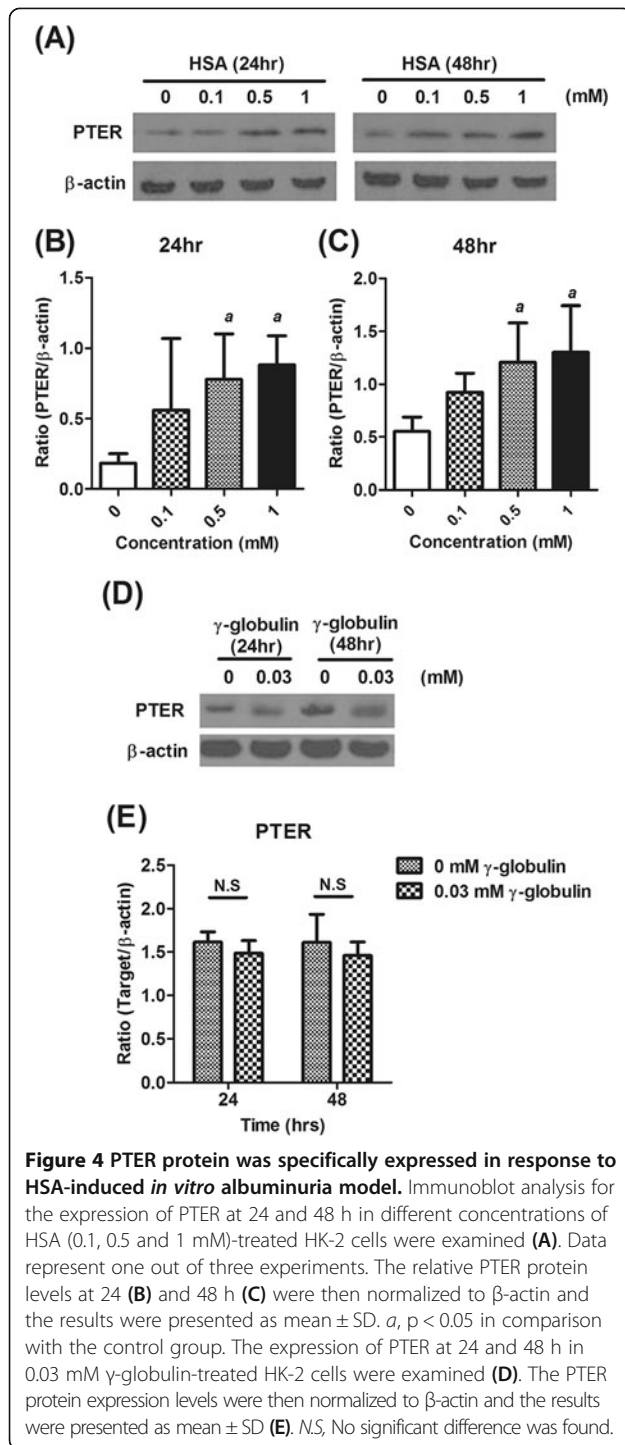 (A)
HSA (24hr) HSA (48hr)
0 0.1 0.5 1 0 0.1 0.5 1 (mM)
PTER
β-actin
(B) 24hr
Ratio (PTER/β-actin)
1.5
1.0
0.5
0.0
a a
0 0.1 0.5 1
Concentration (mM)
(C) 48hr
Ratio (PTER/β-actin)
2.0
1.5
1.0
0.5
0.0
a a
0 0.1 0.5 1
Concentration (mM)
(D)
γ-globulin γ-globulin
(24hr) (48hr)
0 0.03 0 0.03 (mM)
PTER
β-actin
(E) PTER
Ratio (Target/β-actin)
2.5
2.0
1.5
1.0
0.5
0.0
N.S N.S
24 48
Time (hrs)
0 mM γ-globulin
0.03 mM γ-globulin
Figure 4 PTER protein was specifically expressed in response to
HSA-induced in vitro albuminuria model. Immunoblot analysis for
the expression of PTER at 24 and 48 h in different concentrations of
HSA (0.1, 0.5 and 1 mM)-treated HK-2 cells were examined (A). Data
represent one out of three experiments. The relative PTER protein
levels at 24 (B) and 48 h (C) were then normalized to β-actin and
the results were presented as mean ± SD. a, p < 0.05 in comparison
with the control group. The expression of PTER at 24 and 48 h in
0.03 mM γ-globulin-treated HK-2 cells were examined (D). The PTER
protein expression levels were then normalized to β-actin and the results
were presented as mean ± SD (E). N.S, No significant difference was found.